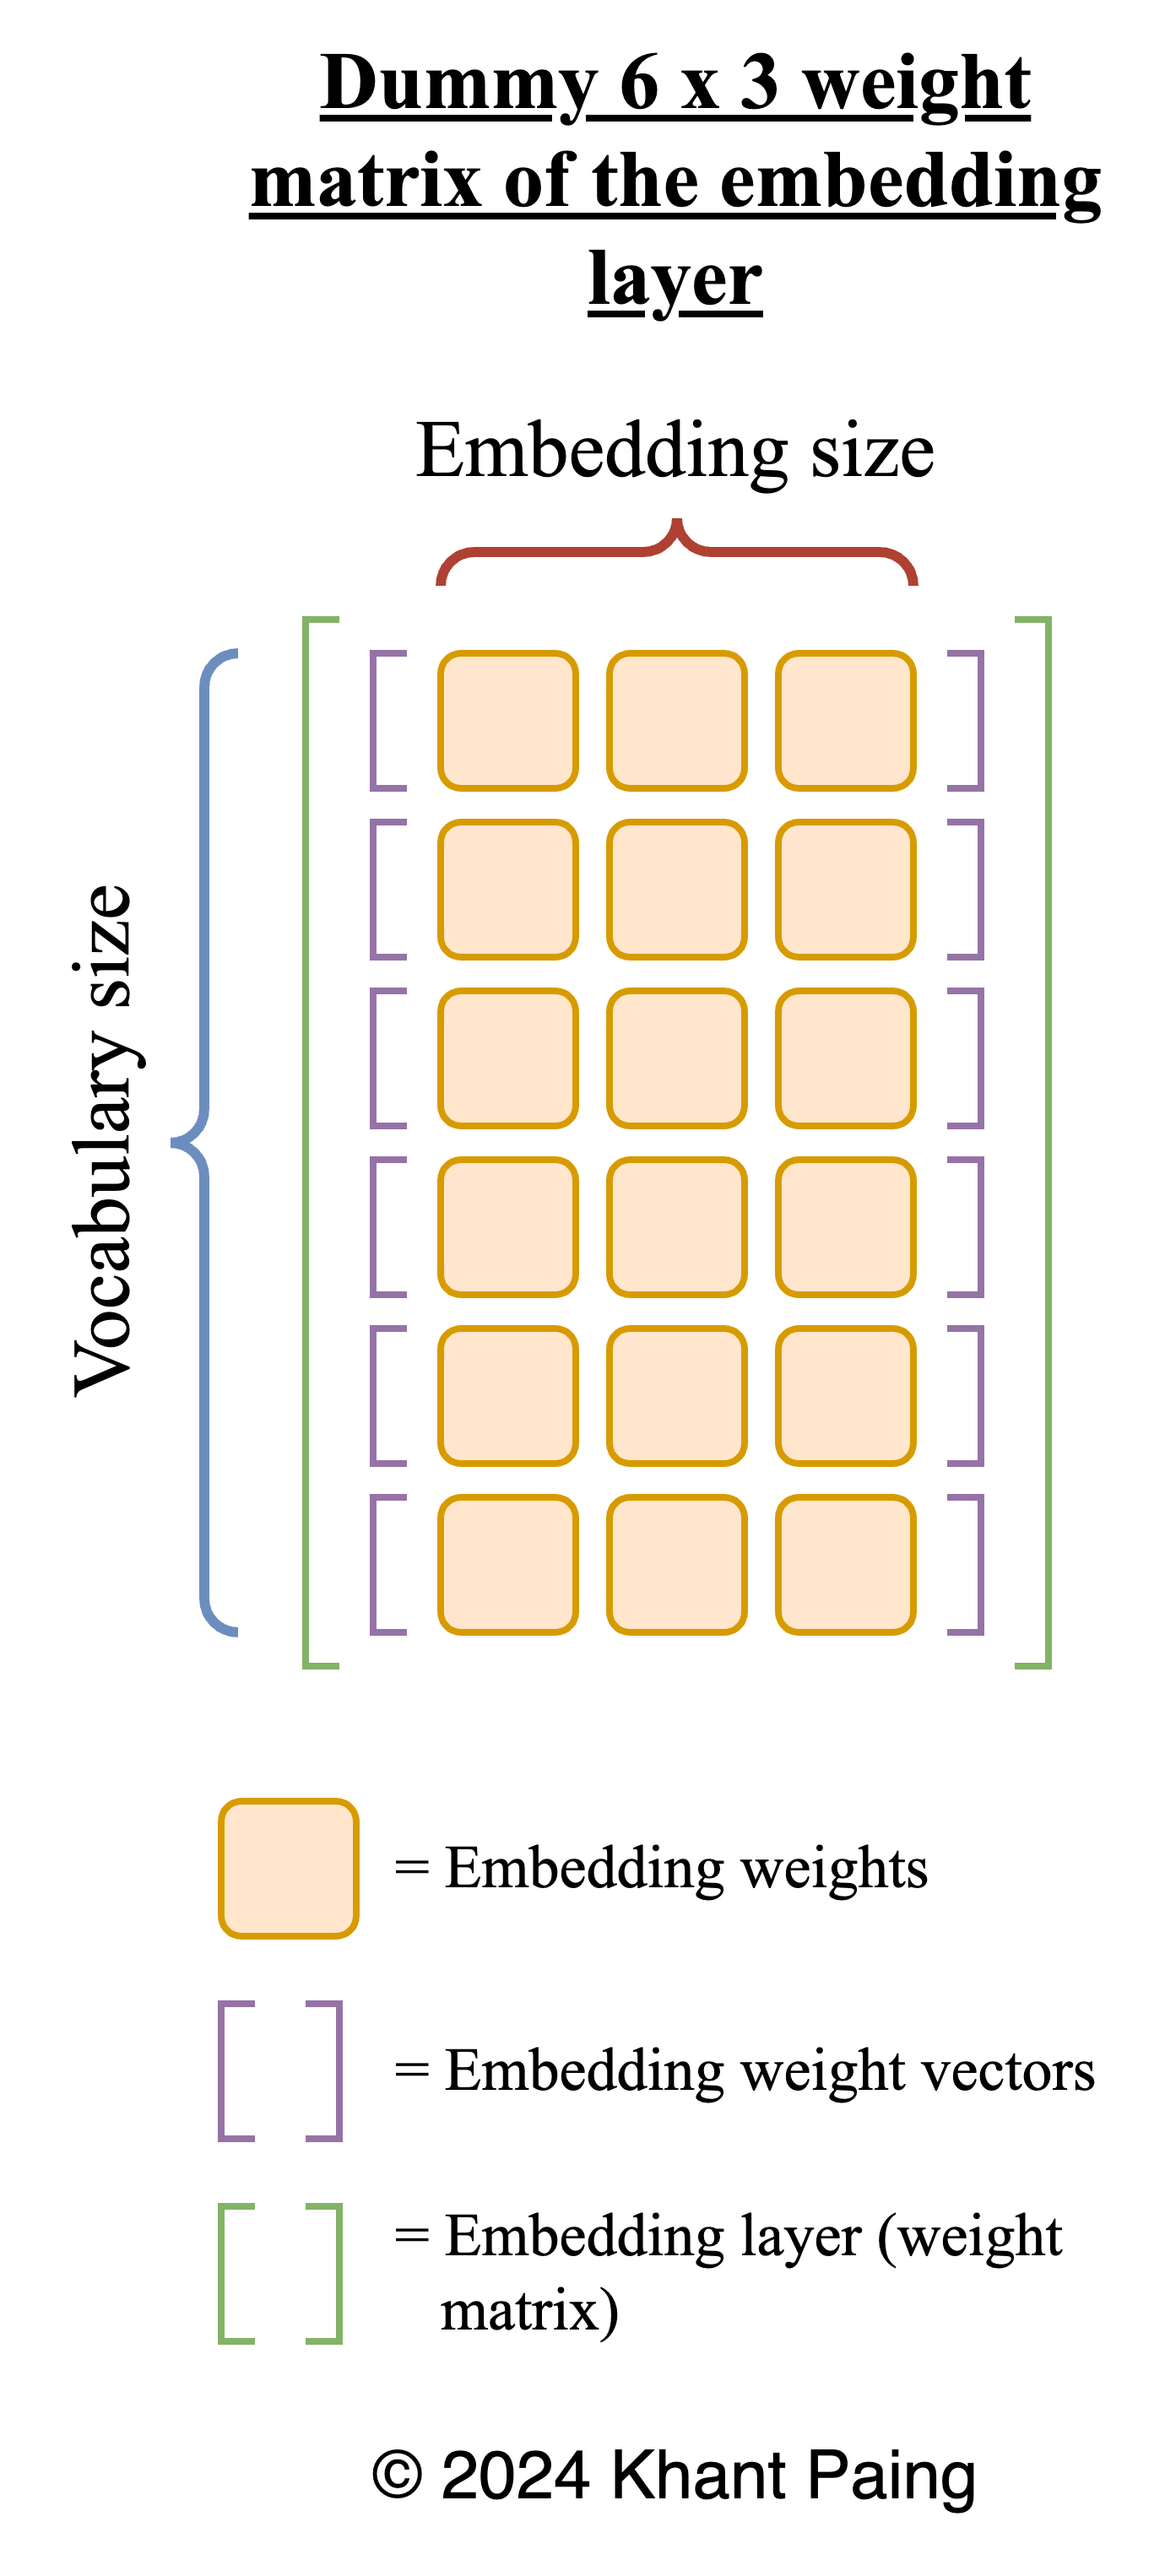 Dummy 6 x 3 weight
matrix of the embedding
layer
Embedding size
Vocabulary size
= Embedding weights
= Embedding weight vectors
= Embedding layer (weight
matrix)
© 2024 Khant Paing